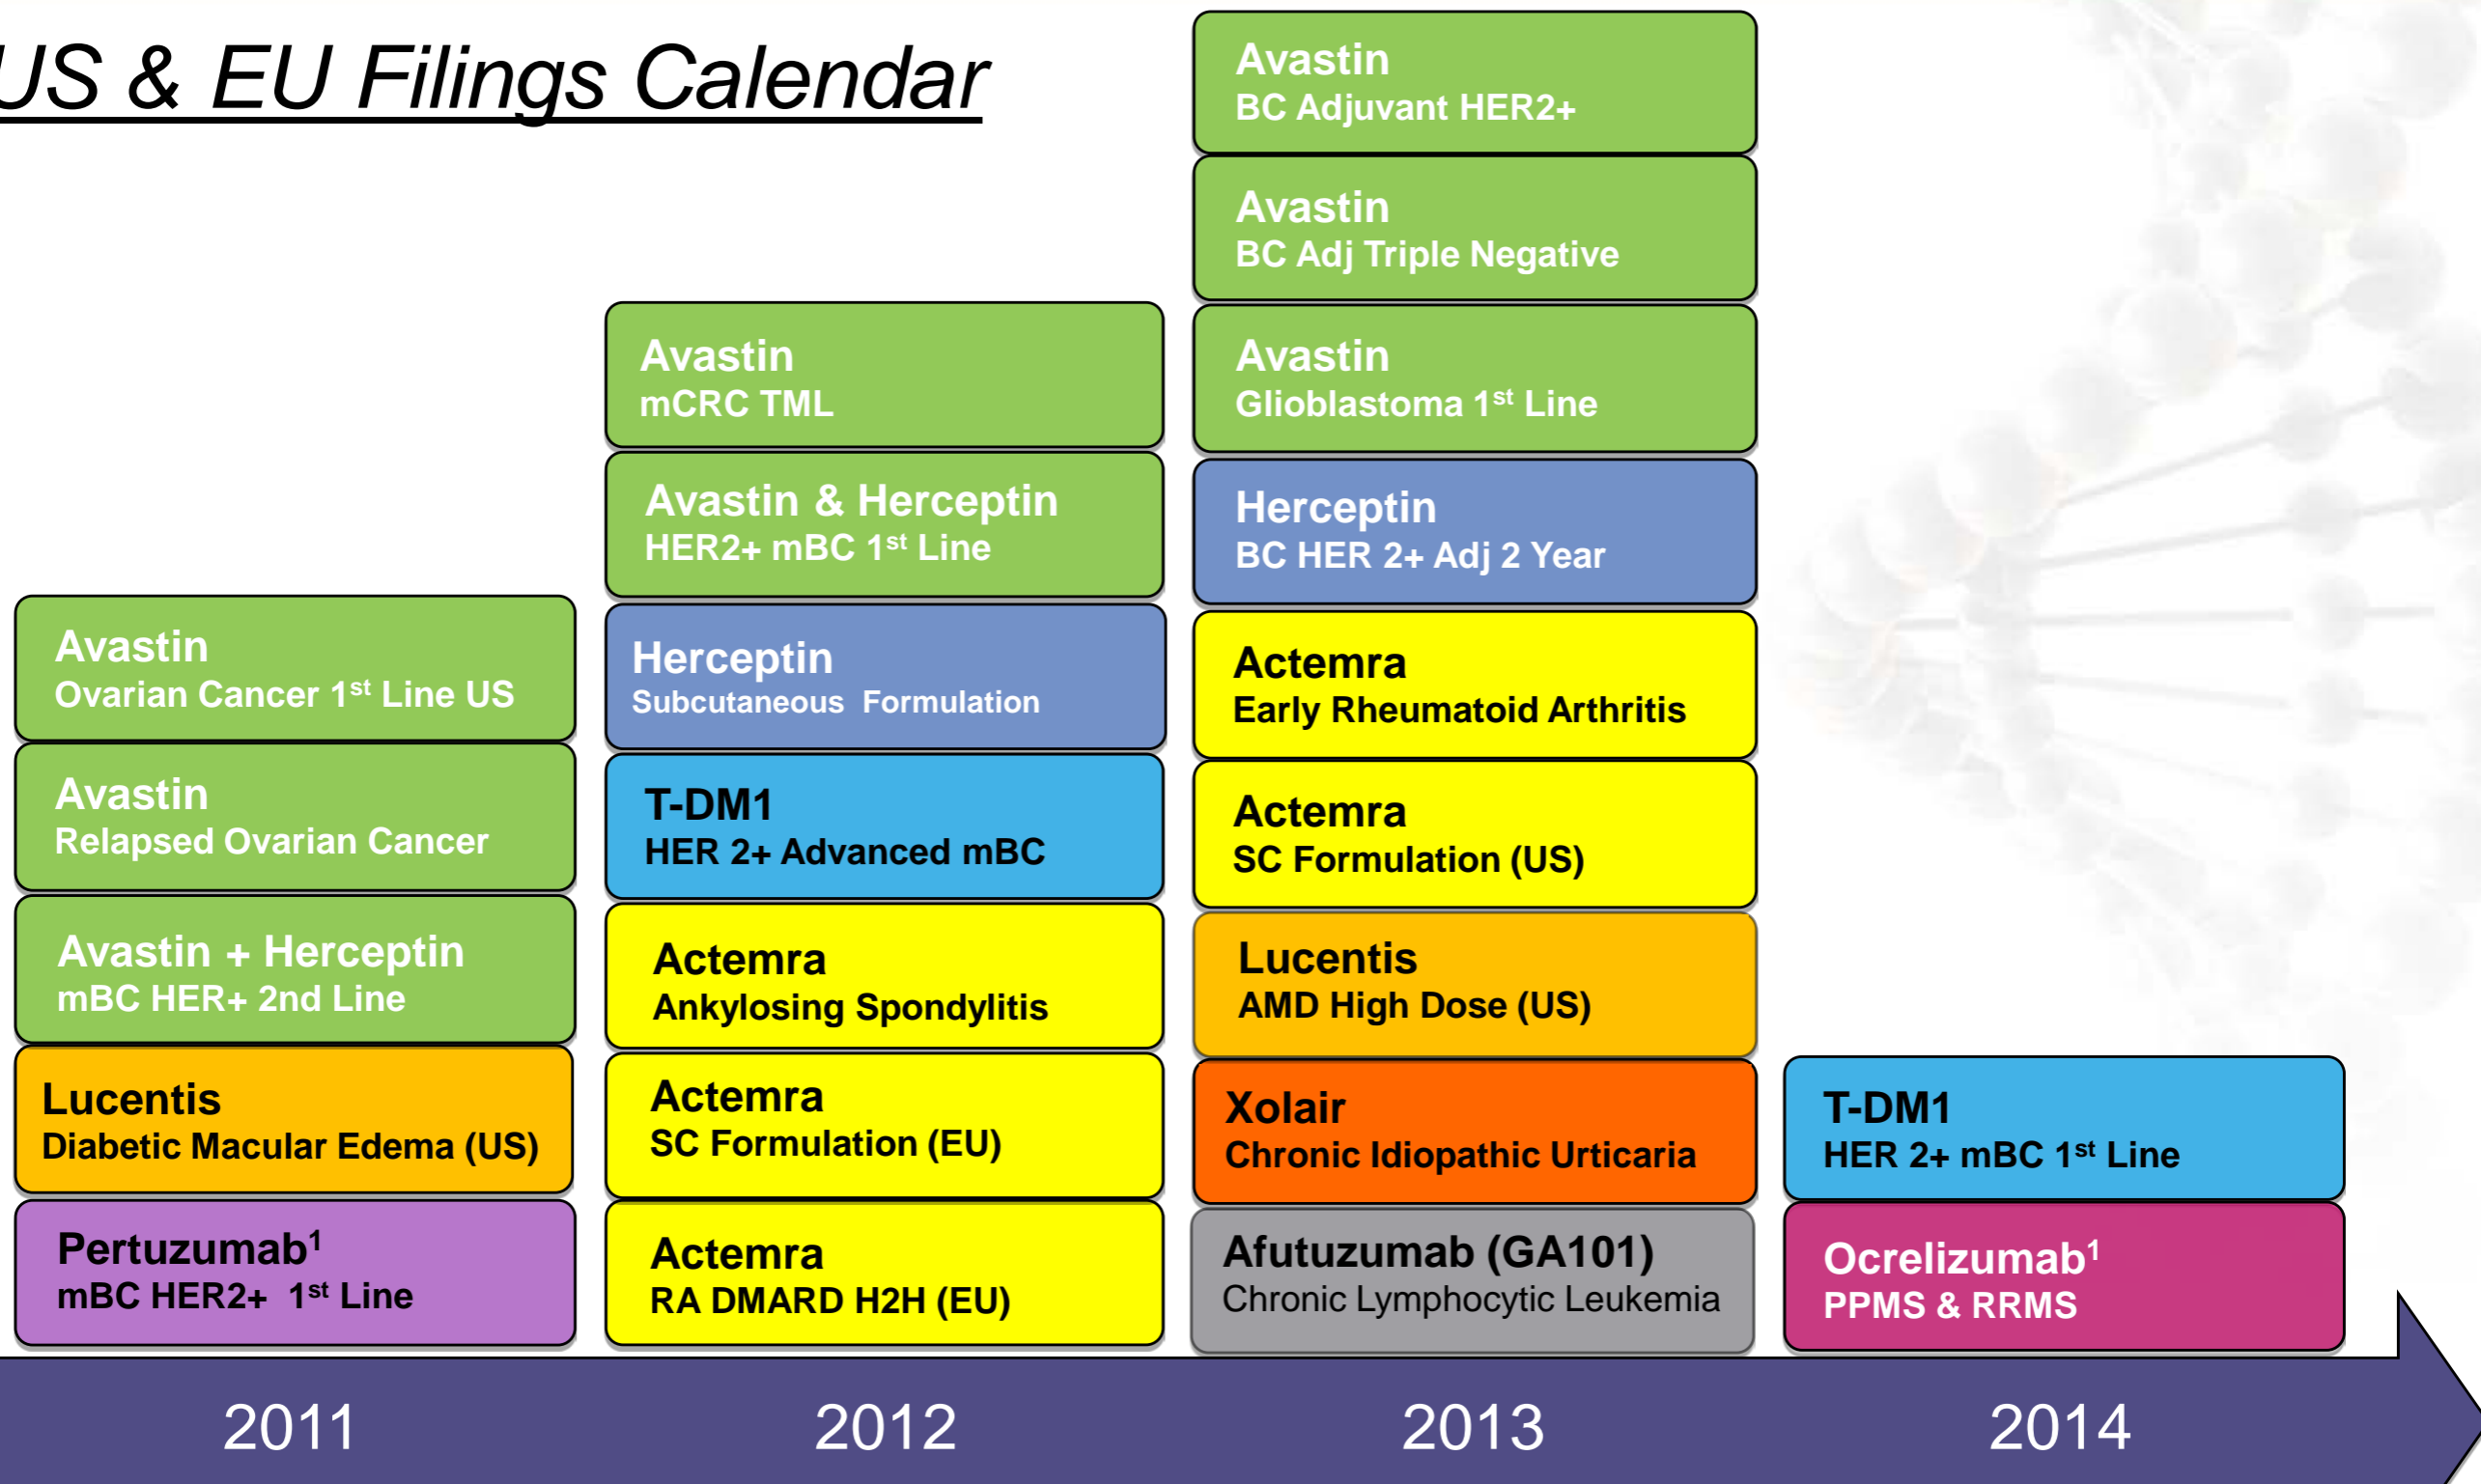 US & EU Filings Calendar
Avastin
Ovarian Cancer 1st Line US
Avastin
Relapsed Ovarian Cancer
Avastin + Herceptin
mBC HER+ 2nd Line
Lucentis
Diabetic Macular Edema (US)
Pertuzumab1
mBC HER2+ 1st Line
2011
Avastin
mCRC TML
Avastin & Herceptin
HER2+ mBC 1st Line
Herceptin
Subcutaneous Formulation
T-DM1
HER 2+ Advanced mBC
Actemra
Ankylosing Spondylitis
Actemra
SC Formulation (EU)
Actemra
RA DMARD H2H (EU)
2012
Avastin
BC Adjuvant HER2+
Avastin
BC Adj Triple Negative
Avastin
Glioblastoma 1st Line
Herceptin
BC HER 2+ Adj 2 Year
Actemra
Early Rheumatoid Arthritis
Actemra
SC Formulation (US)
Lucentis
AMD High Dose (US)
Xolair
Chronic Idiopathic Urticaria
Afutuzumab (GA101)
Chronic Lymphocytic Leukemia
2013
T-DM1
HER 2+ mBC 1st Line
Ocrelizumab1
PPMS & RRMS
2014